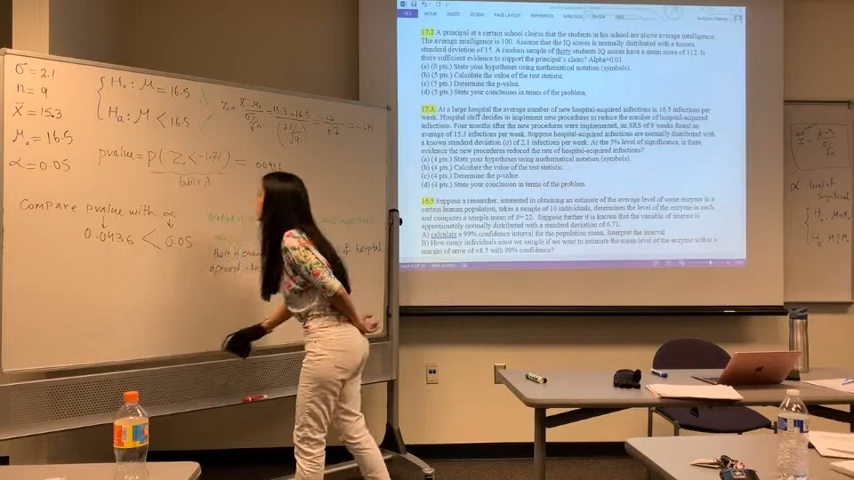 σ = 2.1
n = 9
x̄ = 15.3
μ₀ = 16.5
α = 0.05
H₀: μ = 16.5
Ha: μ < 16.5
pvalue = P(Z < -1.71) =
table A
Compare pvalue with α
0.0436 < 0.05
if hospital
HOME INSERT DESIGN PAGE LAYOUT REFERENCES MAILINGS REVIEW VIEW
17.2 A principal at a certain school claims that the students in his school are above average intelligence.
The average intelligence is 100. Assume that the IQ scores is normally distributed with a known
standard deviation of 15. A random sample of thirty students IQ scores have a mean score of 112. Is
there sufficient evidence to support the principal's claim? Alpha=0.01
(a) (6 pts.) State your hypotheses using mathematical notation (symbols).
(b) (5 pts.) Calculate the value of the test statistic.
(c) (5 pts.) Determine the p-value.
(d) (5 pts.) State your conclusion in terms of the problem.
17.3. At a large hospital the average number of new hospital-acquired infections is 16.5 infections per
week. Hospital staff decides to implement new procedures to reduce the number of hospital-acquired
infections. Four months after the new procedures were implemented, an SRS of 9 weeks found an
average of 15.3 infections per week. Suppose hospital-acquired infections are normally distributed with
a known standard deviation (σ) of 2.1 infections per week. At the 5% level of significance, is there
evidence the new procedures reduced the rate of hospital-acquired infections?
(a) (4 pts.) State your hypotheses using mathematical notation (symbols).
(b) (4 pts.) Calculate the value of the test statistic.
(c) (4 pts.) Determine the p-value.
(d) (4 pts.) State your conclusion in terms of the problem.
16.5 Suppose a researcher, interested in obtaining an estimate of the average level of some enzyme in a
certain human population, takes a sample of 10 individuals, determines the level of the enzyme in each,
and computes a sample mean of x̄= 22. Suppose further it is known that the variable of interest is
approximately normally distributed with a standard deviation of 6.71.
A) calculate a 99% confidence interval for the population mean. Interpret the interval.
B) How many individuals must we sample if we want to estimate the mean level of the enzyme within a
margin of error of ±8.5 with 99% confidence?